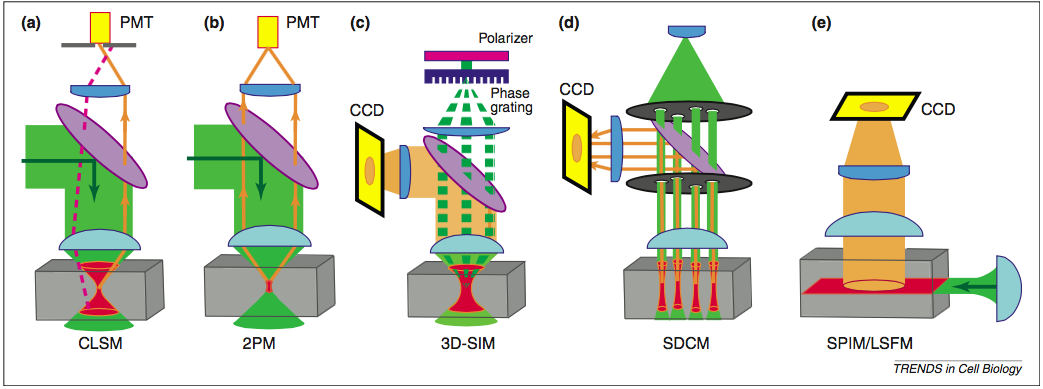 (a)
PMT
(b)
PMT
(c)
Polarizer
Phase
grating
CCD
(d)
CCD
(e)
CCD
CLSM
2PM
3D-SIM
SDCM
SPIM/LSFM
TRENDS in Cell Biology